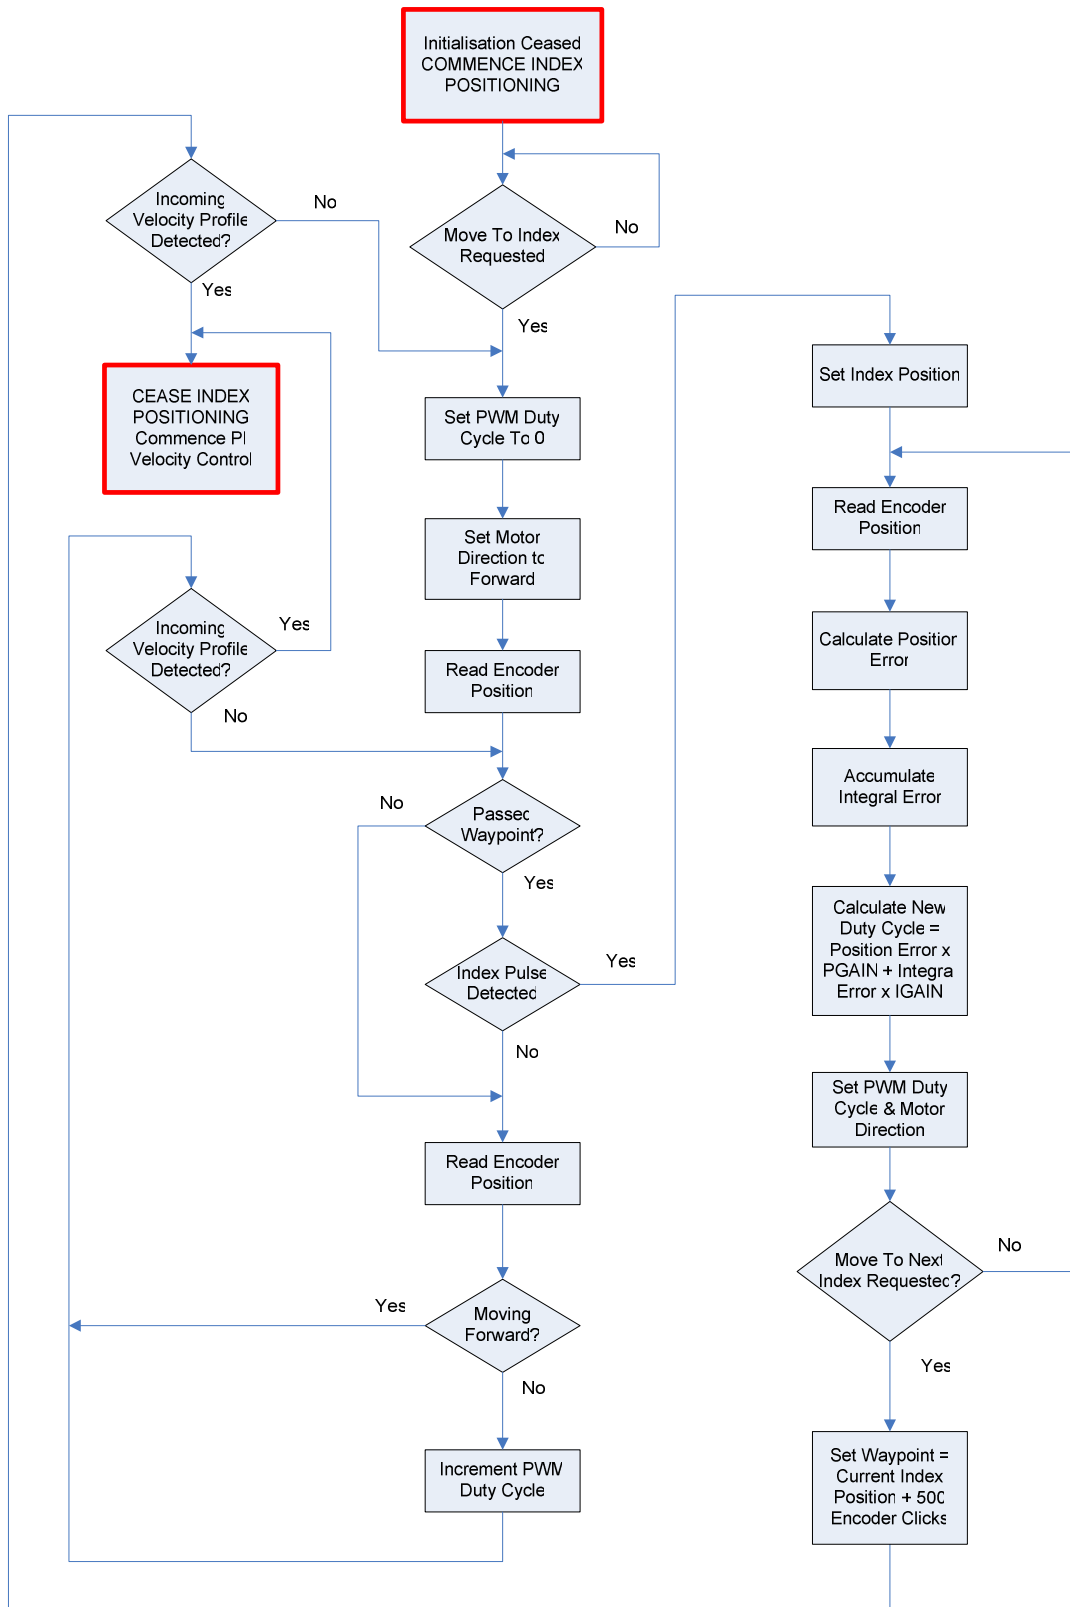 Initialisation Ceased
COMMENCE INDEX
POSITIONING
Incoming
Velocity Profile
Detected?
No
Yes
Move To Index
Requested
No
Yes
CEASE INDEX
POSITIONING
Commence PI
Velocity Control
Set PWM Duty
Cycle To 0
Set Motor
Direction to
Forward
Incoming
Velocity Profile
Detected?
Yes
No
Read Encoder
Position
No
Passed
Waypoint?
Yes
Index Pulse
Detected
Yes
No
Read Encoder
Position
Yes
Moving
Forward?
No
Increment PWM
Duty Cycle
Set Index Position
Read Encoder
Position
Calculate Position
Error
Accumulate
Integral Error
Calculate New
Duty Cycle =
Position Error x
PGAIN + Integral
Error x IGAIN
Set PWM Duty
Cycle & Motor
Direction
Move To Next
Index Requested?
No
Yes
Set Waypoint =
Current Index
Position + 500
Encoder Clicks